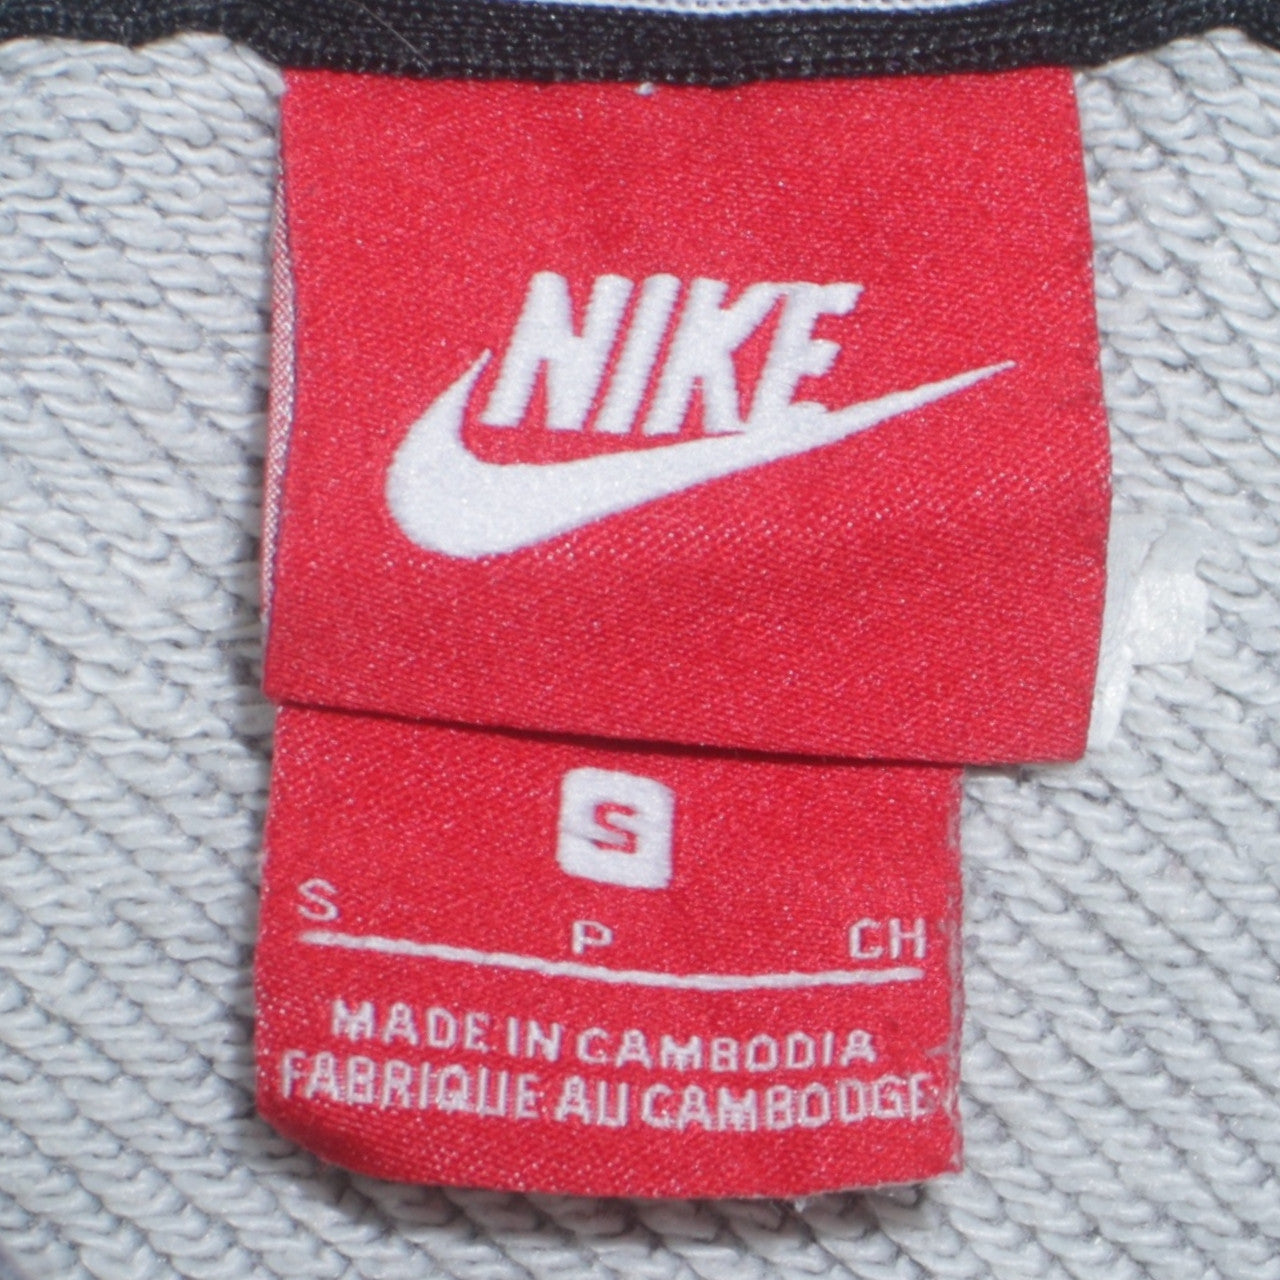 NIKE
S
S P CH
MADE IN CAMBODIA
FABRIQUE AU CAMBODGE